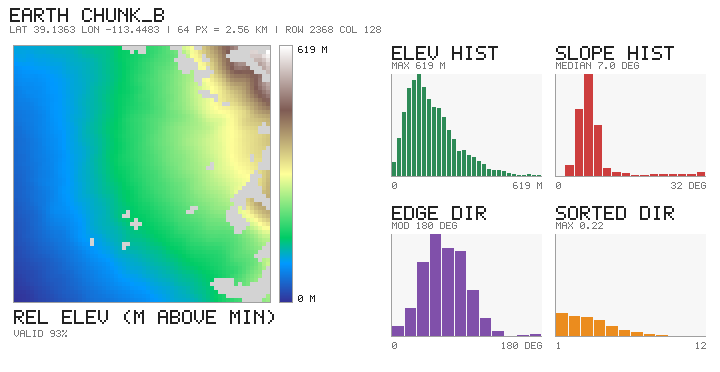 EARTH CHUNK_B
LAT 39.1363 LON -113.4483 | 64 PX = 2.56 KM | ROW 2368 COL 128
619 M
0 M
REL ELEV (M ABOVE MIN)
VALID 93%
ELEV HIST
MAX 619 M
0 619 M
SLOPE HIST
MEDIAN 7.0 DEG
0 32 DEG
EDGE DIR
MOD 180 DEG
0 180 DEG
SORTED DIR
MAX 0.22
1 12